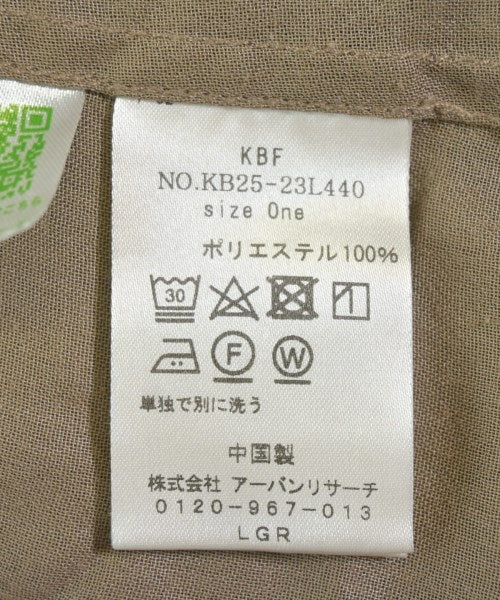 KBF
NO.KB25-23L440
size One
ポリエステル100%
30
F W
単独で別に洗う
中国製
株式会社 アーバンリサーチ
0120-967-013
LGR